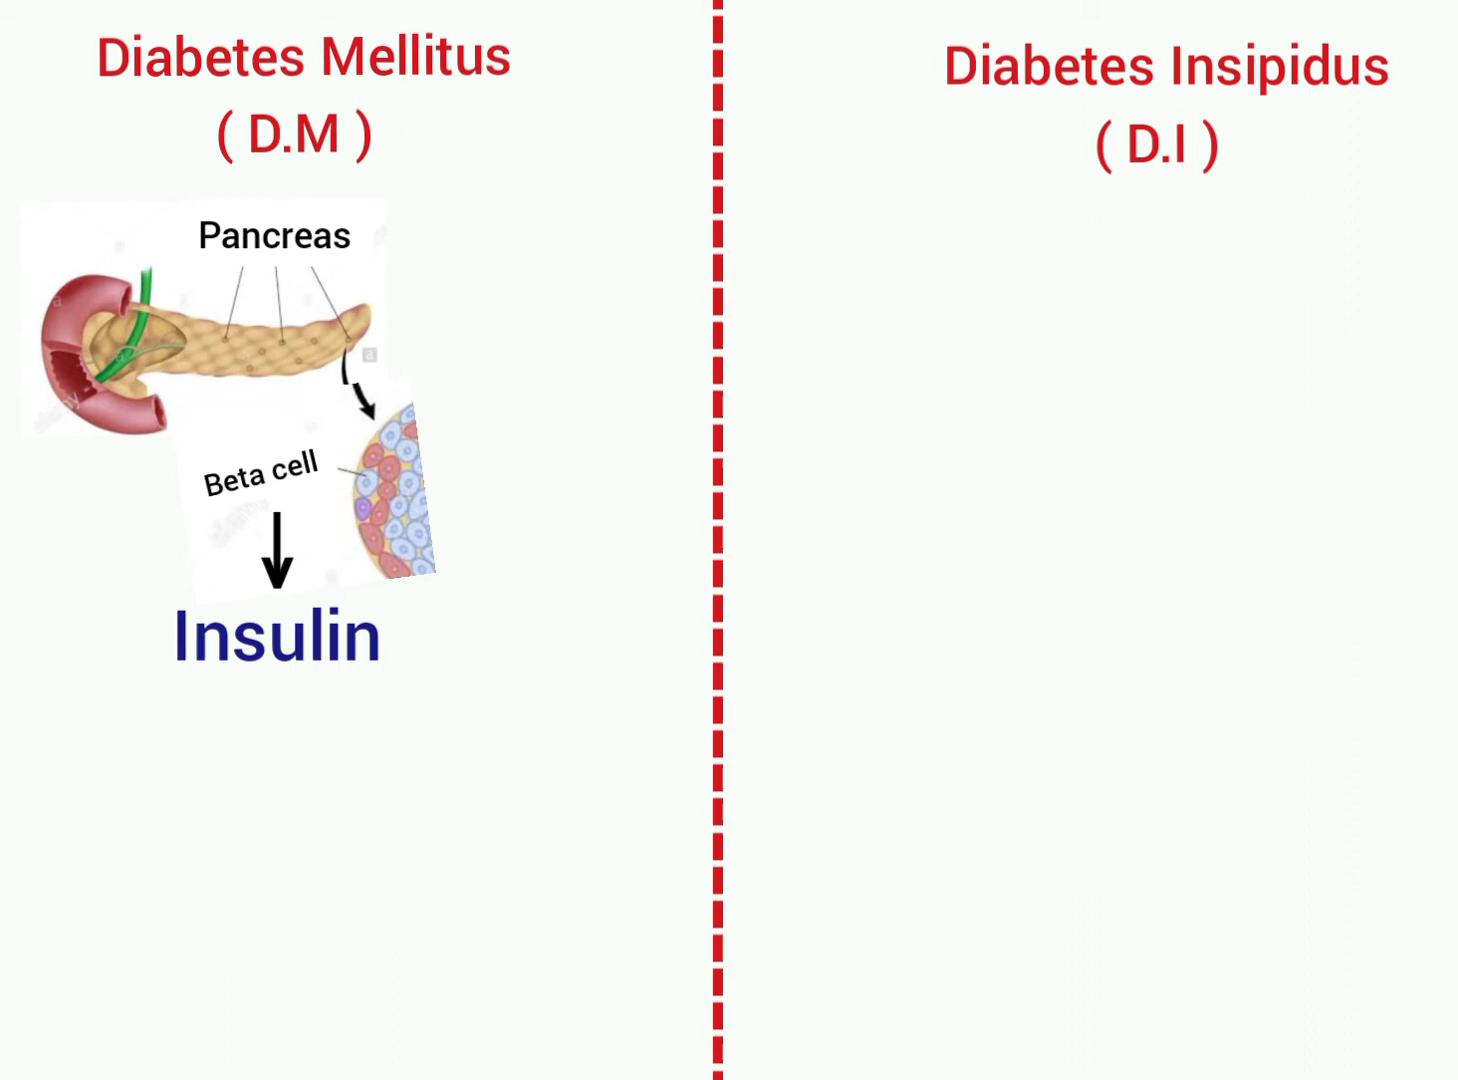 Diabetes Mellitus
( D.M )
Pancreas
Beta cell
Insulin
Diabetes Insipidus
( D.I )